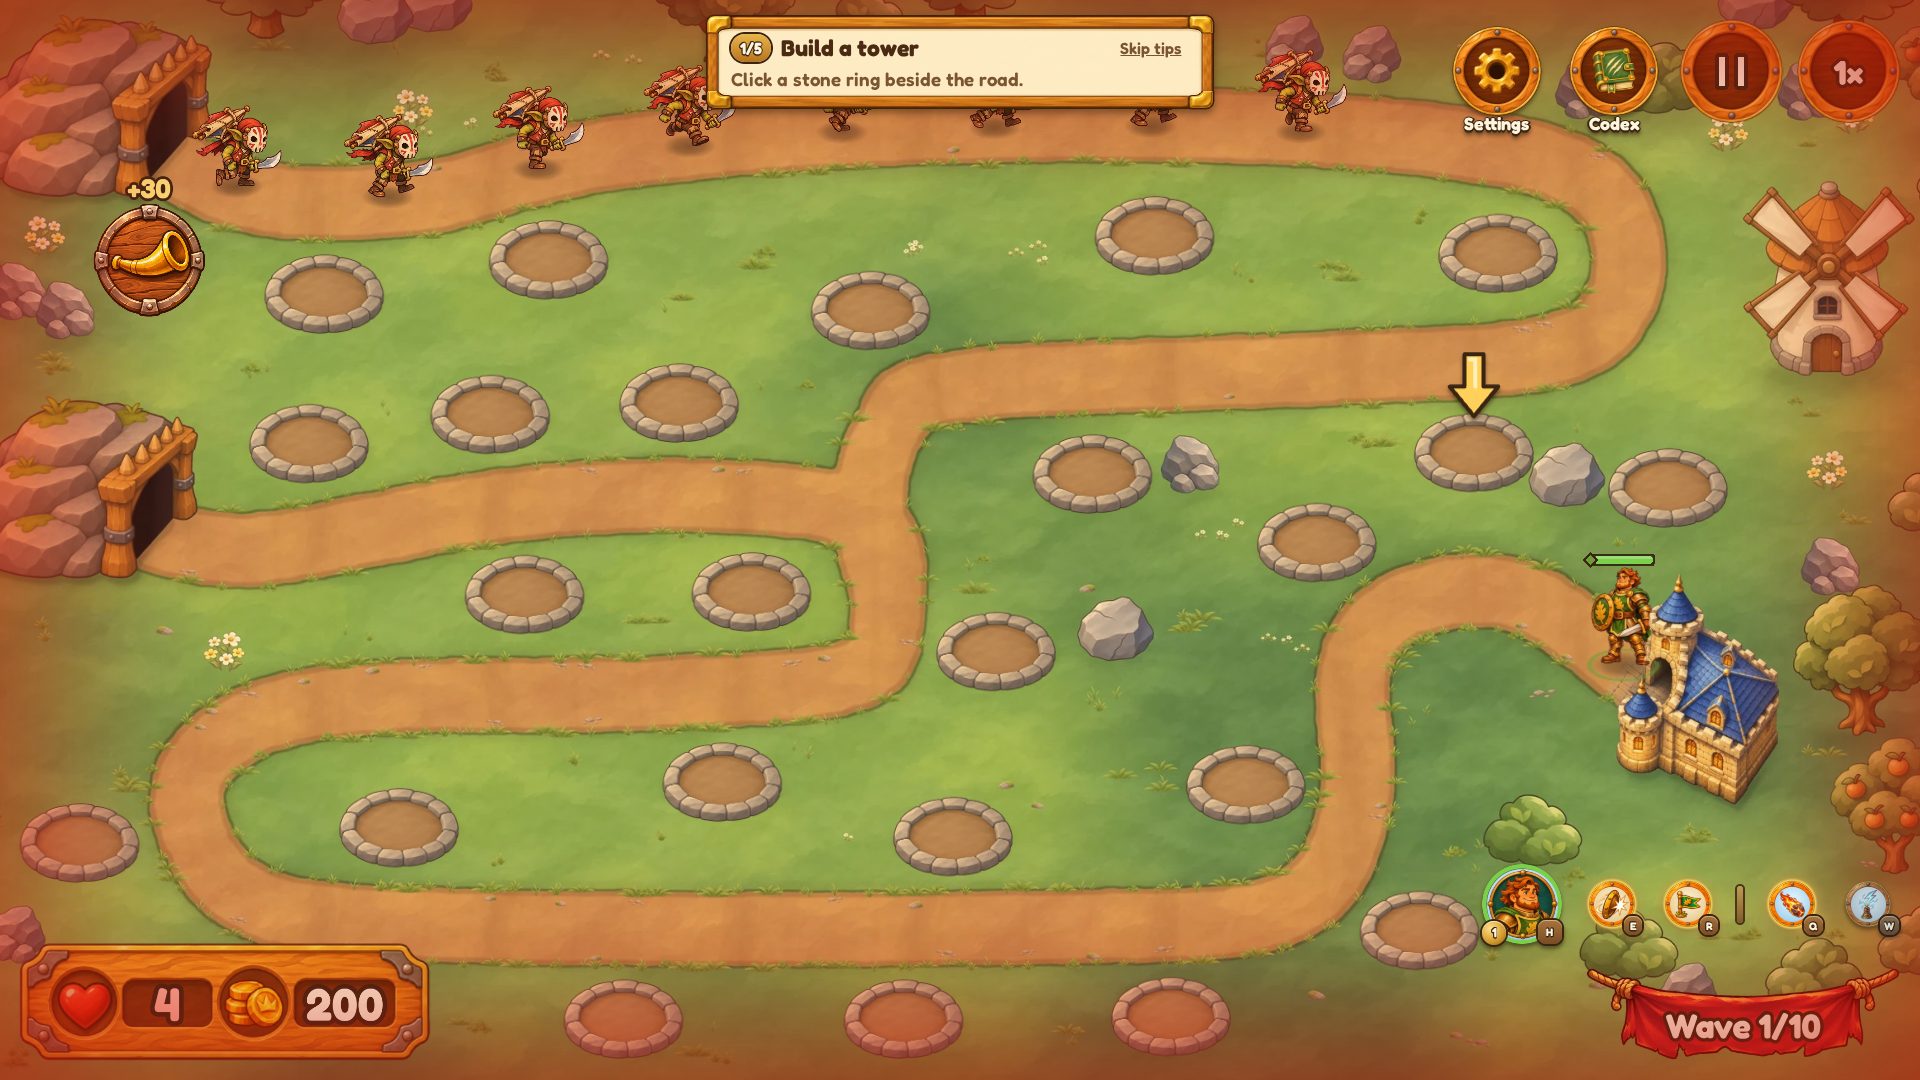 1/5 Build a tower Skip tips
Click a stone ring beside the road.
1x
Settings Codex
+30
E R Q W
1 H
4 200
Wave 1/10